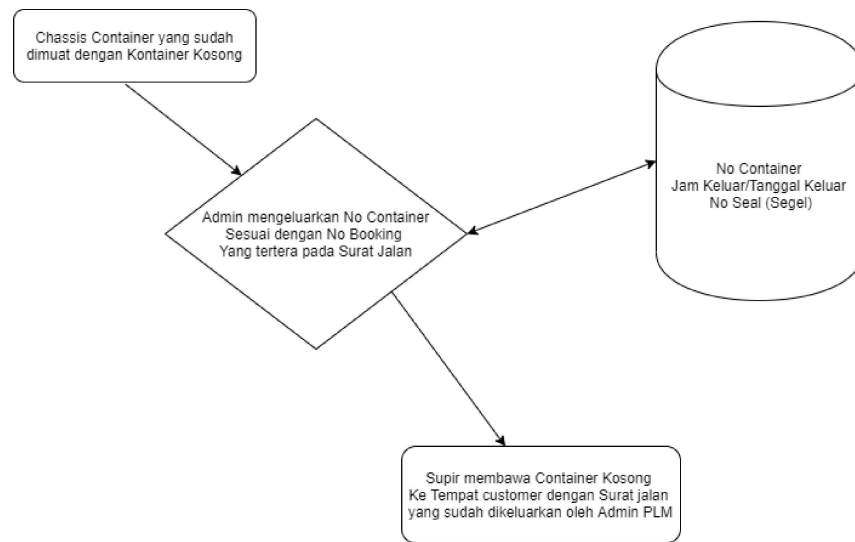 Chassis Container yang sudah
dimuat dengan Kontainer Kosong
Admin mengeluarkan No Container
Sesuai dengan No Booking
Yang tertera pada Surat Jalan
No Container
Jam Keluar/Tanggal Keluar
No Seal (Segel)
Supir membawa Container Kosong
Ke Tempat customer dengan Surat jalan
yang sudah dikeluarkan oleh Admin PLM